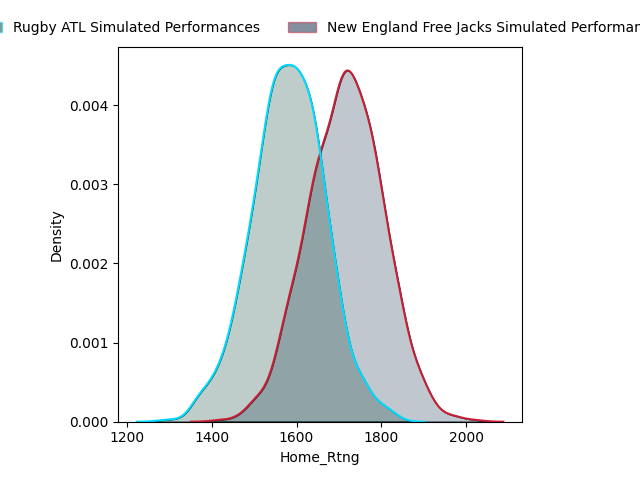 Rugby ATL Simulated Performances New England Free Jacks Simulated
0.004
0.003
0.002
0.001
0.000
Density
1200 1400 1600 1800 2000
Home_Rtng